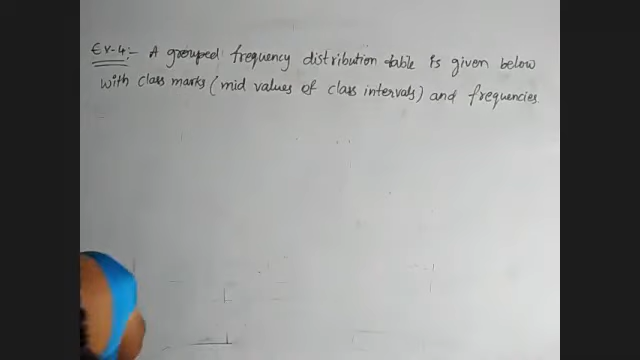 Ex-4:- A grouped frequency distribution table is given below
with class marks (mid values of class intervals) and frequencies.